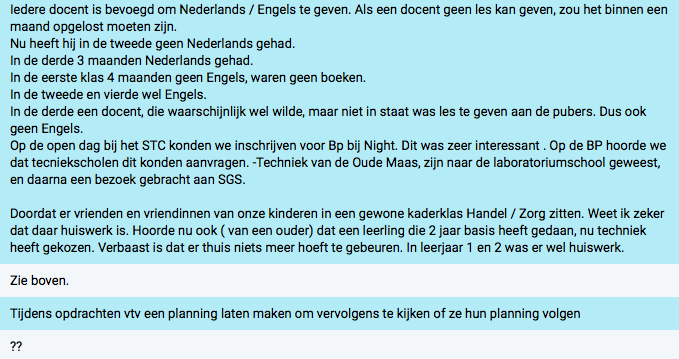 Iedere docent is bevoegd om Nederlands / Engels te geven. Als een docent geen les kan geven, zou het binnen een
maand opgelost moeten zijn.
Nu heeft hij in de tweede geen Nederlands gehad.
In de derde 3 maanden Nederlands gehad.
In de eerste klas 4 maanden geen Engels, waren geen boeken.
In de tweede en vierde wel Engels.
In de derde een docent, die waarschijnlijk wel wilde, maar niet in staat was les te geven aan de pubers. Dus ook
geen Engels.
Op de open dag bij het STC konden we inschrijven voor Bp bij Night. Dit was zeer interessant . Op de BP hoorde we
dat tecniekscholen dit konden aanvragen. -Techniek van de Oude Maas, zijn naar de laboratoriumschool geweest,
en daarna een bezoek gebracht aan SGS.

Doordat er vrienden en vriendinnen van onze kinderen in een gewone kaderklas Handel / Zorg zitten. Weet ik zeker
dat daar huiswerk is. Hoorde nu ook ( van een ouder) dat een leerling die 2 jaar basis heeft gedaan, nu techniek
heeft gekozen. Verbaast is dat er thuis niets meer hoeft te gebeuren. In leerjaar 1 en 2 was er wel huiswerk.
Zie boven.
Tijdens opdrachten vtv een planning laten maken om vervolgens te kijken of ze hun planning volgen
??